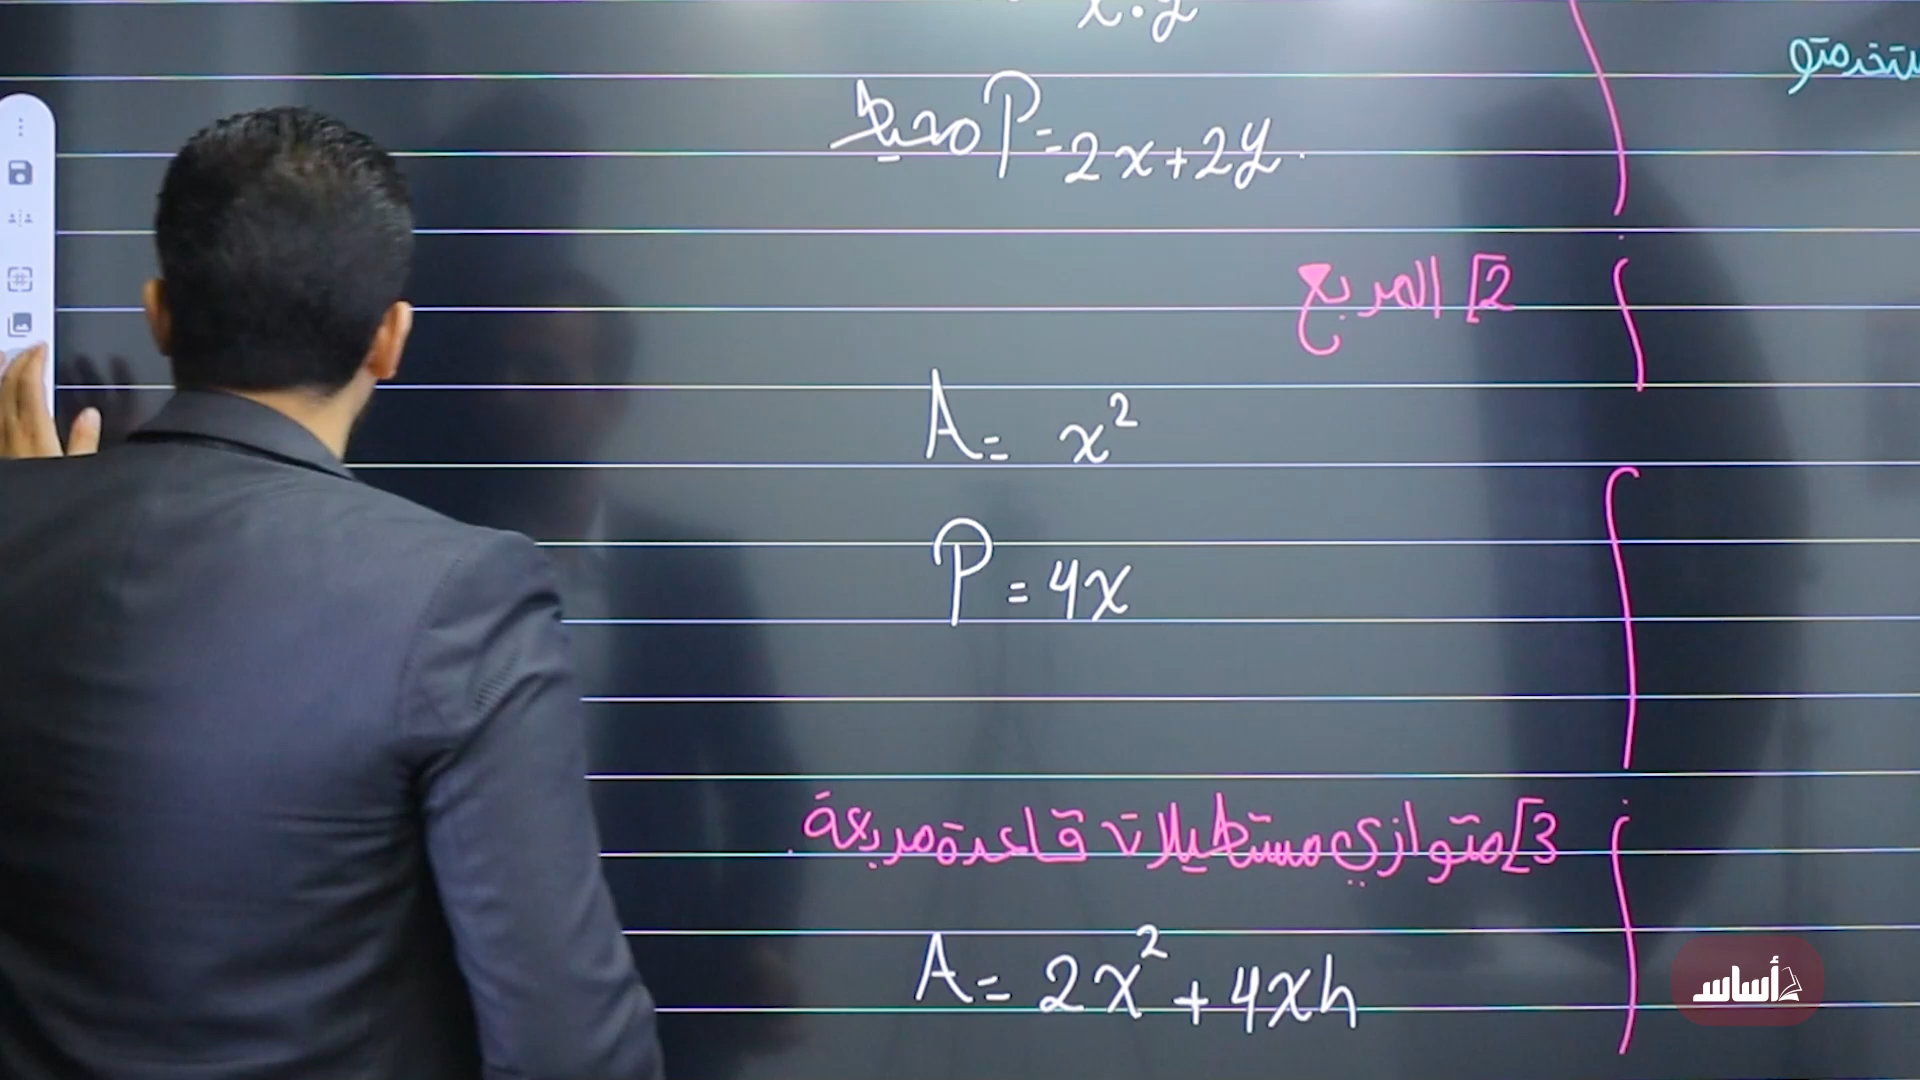 x . y
محيط P = 2x + 2y .
2] المربع
A = x²
P = 4x
3] متوازي مستطيلات قاعدة مربعة .
A = 2x² + 4xh
أساس